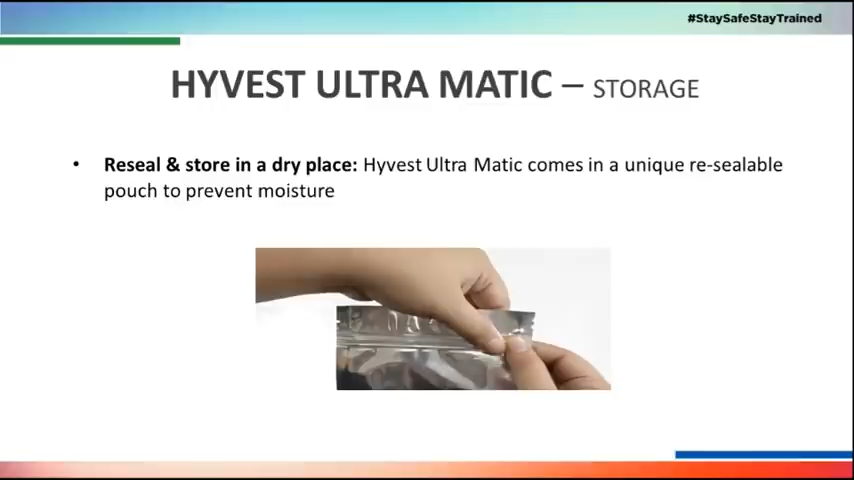 #StaySafeStayTrained
HYVEST ULTRA MATIC – STORAGE
• Reseal & store in a dry place: Hyvest Ultra Matic comes in a unique re-sealable
pouch to prevent moisture